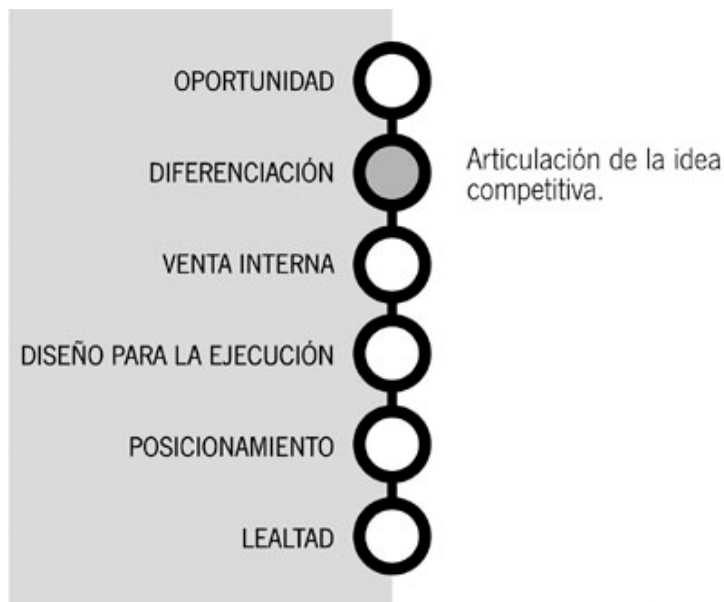 OPORTUNIDAD
DIFERENCIACIÓN
Articulación de la idea
competitiva.
VENTA INTERNA
DISEÑO PARA LA EJECUCIÓN
POSICIONAMIENTO
LEALTAD